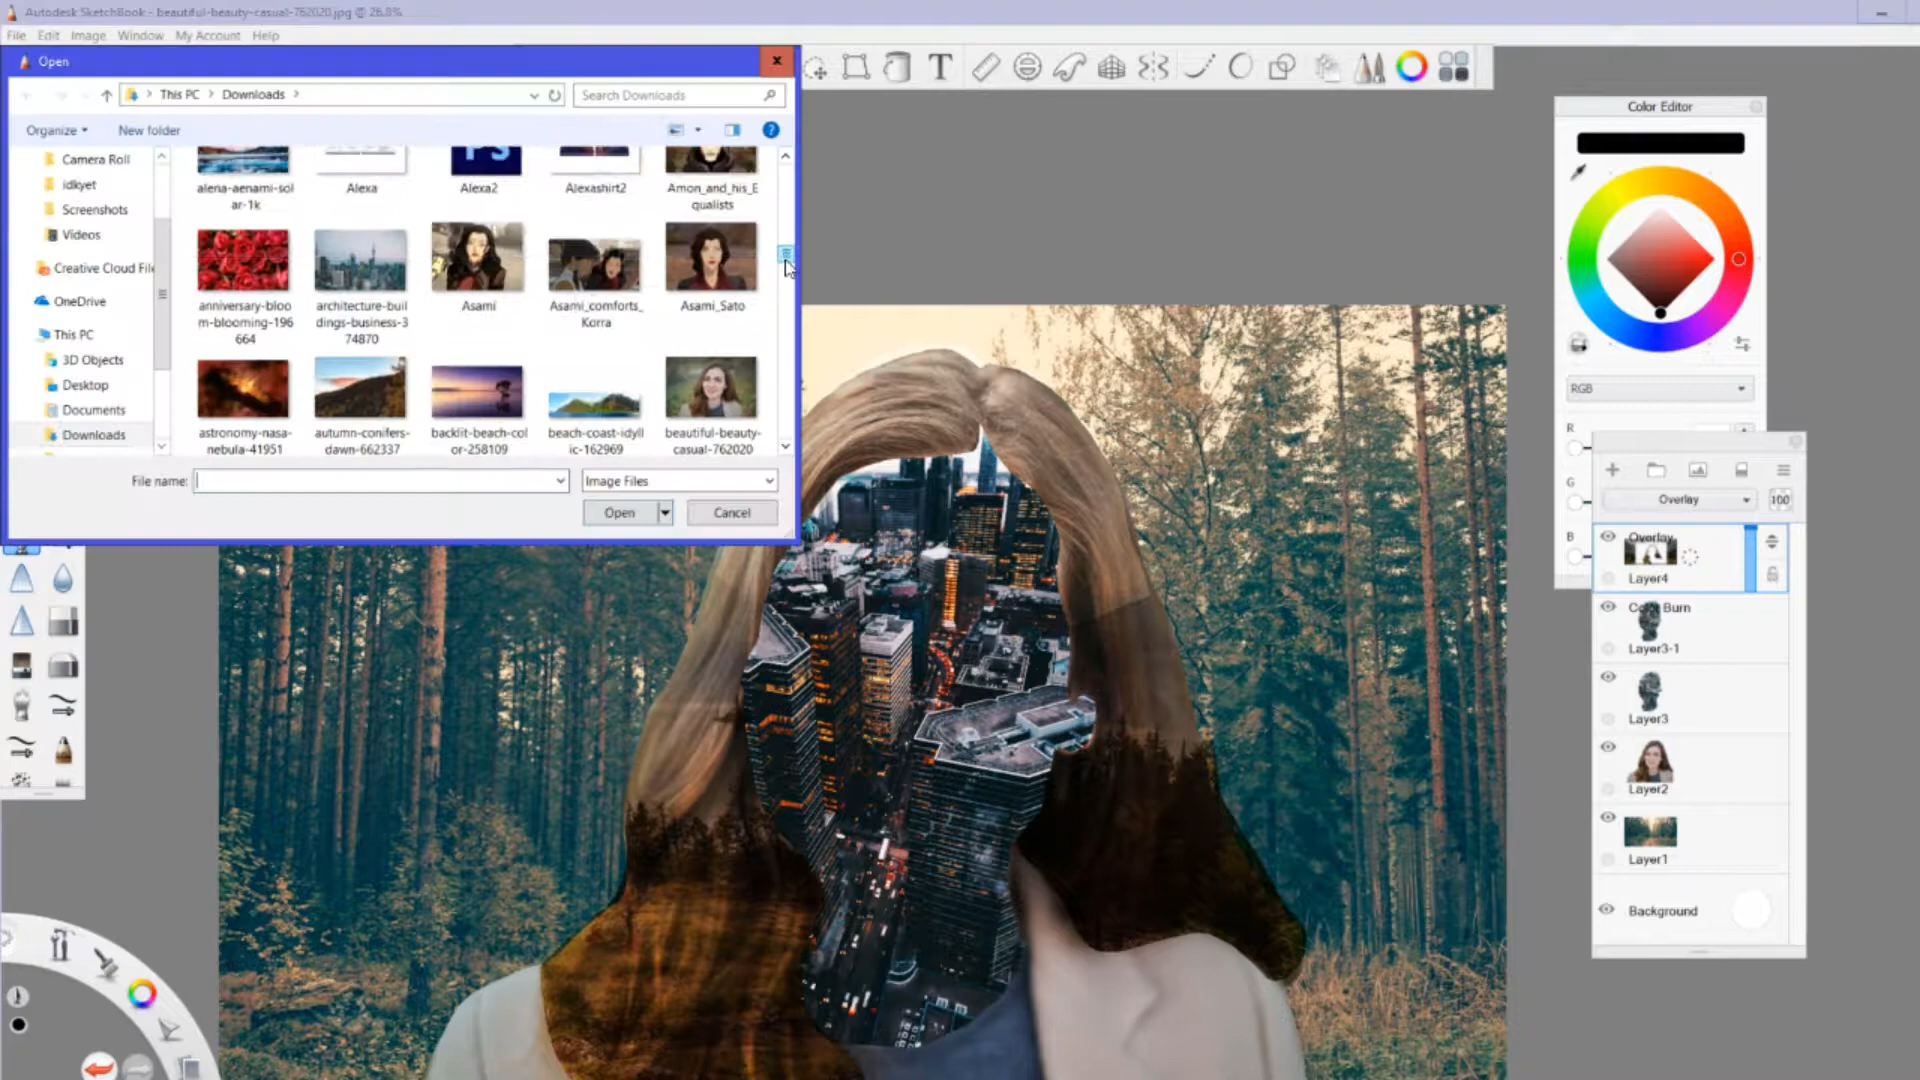 Autodesk SketchBook - beautiful-beauty-casual-762020.jpg @ 26.8%
File Edit Image Window My Account Help
Open
This PC > Downloads >
Search Downloads
Organize
New folder
Camera Roll
idkyet
Screenshots
Videos
Creative Cloud File
OneDrive
This PC
3D Objects
Desktop
Documents
Downloads
alena-aenami-sol
ar-1k
Alexa
Alexa2
Alexashirt2
Amon_and_his_E
qualists
PS
anniversary-bloo
m-blooming-196
664
architecture-buil
dings-business-3
74870
Asami
Asami_comforts_
Korra
Asami_Sato
astronomy-nasa-
nebula-41951
autumn-conifers-
dawn-662337
backlit-beach-col
or-258109
beach-coast-idyll
ic-162969
beautiful-beauty-
casual-762020
File name:
Image Files
Open
Cancel
T
Color Editor
RGB
R
G
B
Overlay
100
Overlay
Layer4
Color Burn
Layer3-1
Layer3
Layer2
Layer1
Background